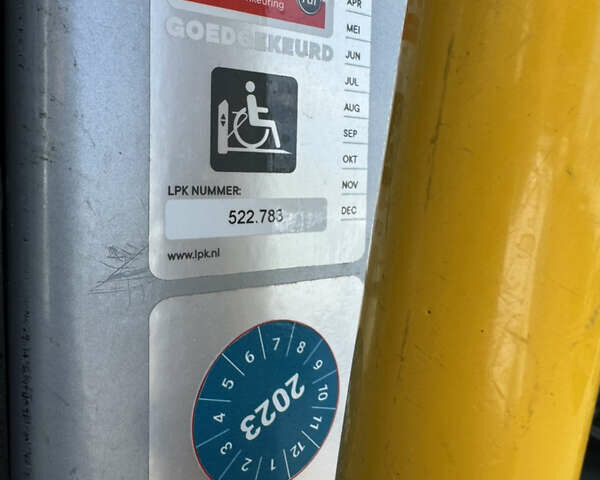 keuring
GOEDGEKEURD
APR
MEI
JUN
JUL
AUG
SEP
OKT
NOV
DEC
LPK NUMMER:
522.783
www.lpk.nl
2023
1 2 3 4 5 6 7 8 9 10 11 12